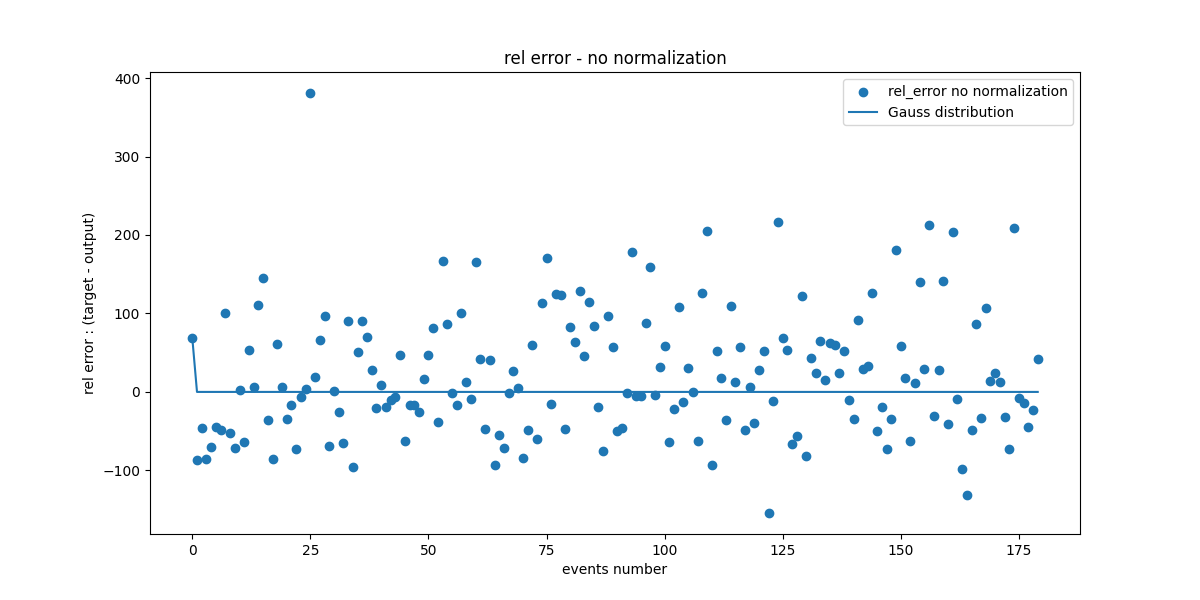 rel error - no normalization
rel_error no normalization
Gauss distribution
rel error : (target - output)
400
300
200
100
0
−100
0
25
50
75
100
125
150
175
events number